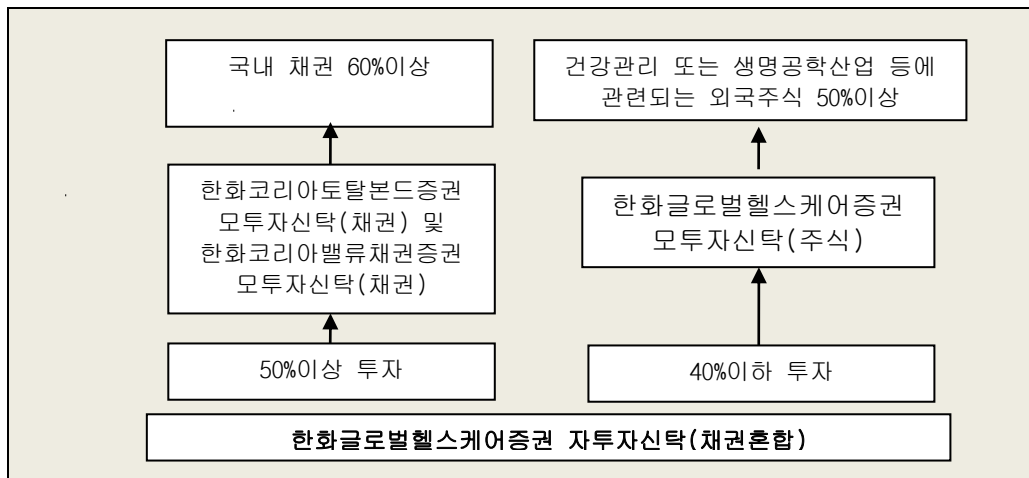 국내 채권 60%이상
건강관리 또는 생명공학산업 등에
관련되는 외국주식 50%이상
한화코리아토탈본드증권
모투자신탁(채권) 및
한화코리아밸류채권증권
모투자신탁(채권)
한화글로벌헬스케어증권
모투자신탁(주식)
50%이상 투자
40%이하 투자
한화글로벌헬스케어증권 자투자신탁(채권혼합)